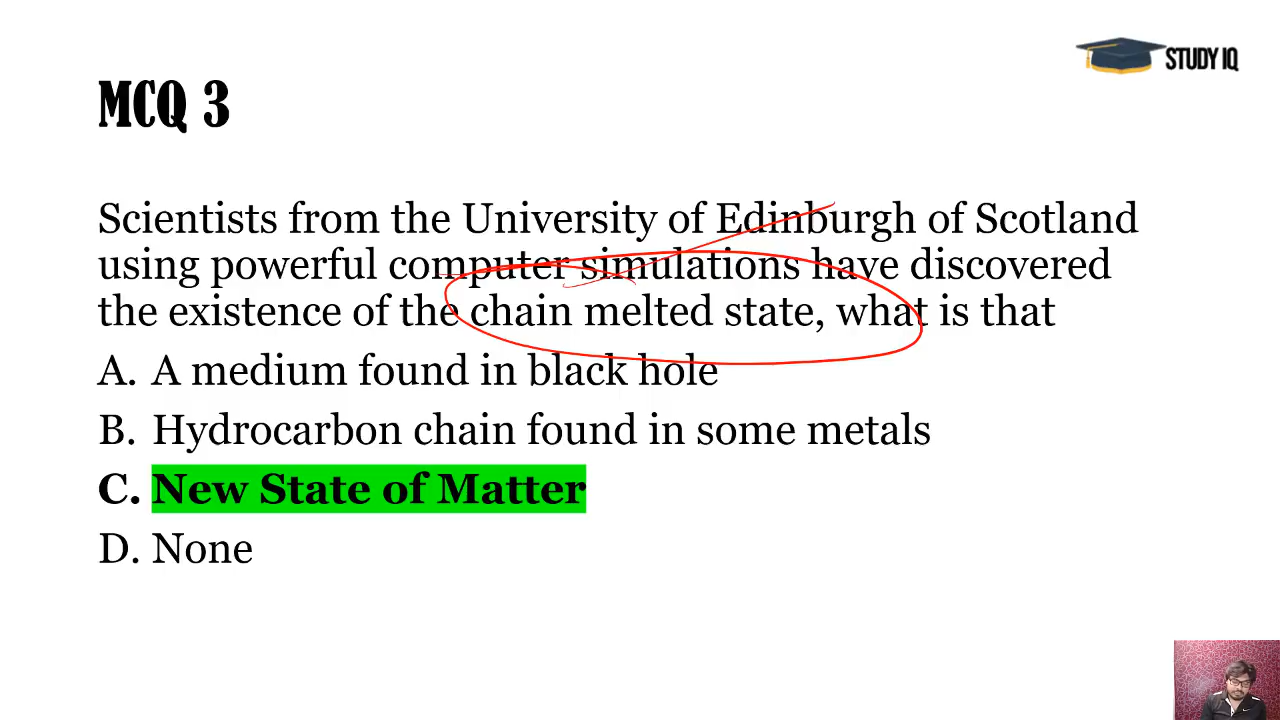 STUDY IQ
MCQ 3
Scientists from the University of Edinburgh of Scotland
using powerful computer simulations have discovered
the existence of the chain melted state, what is that
A. A medium found in black hole
B. Hydrocarbon chain found in some metals
C. New State of Matter
D. None